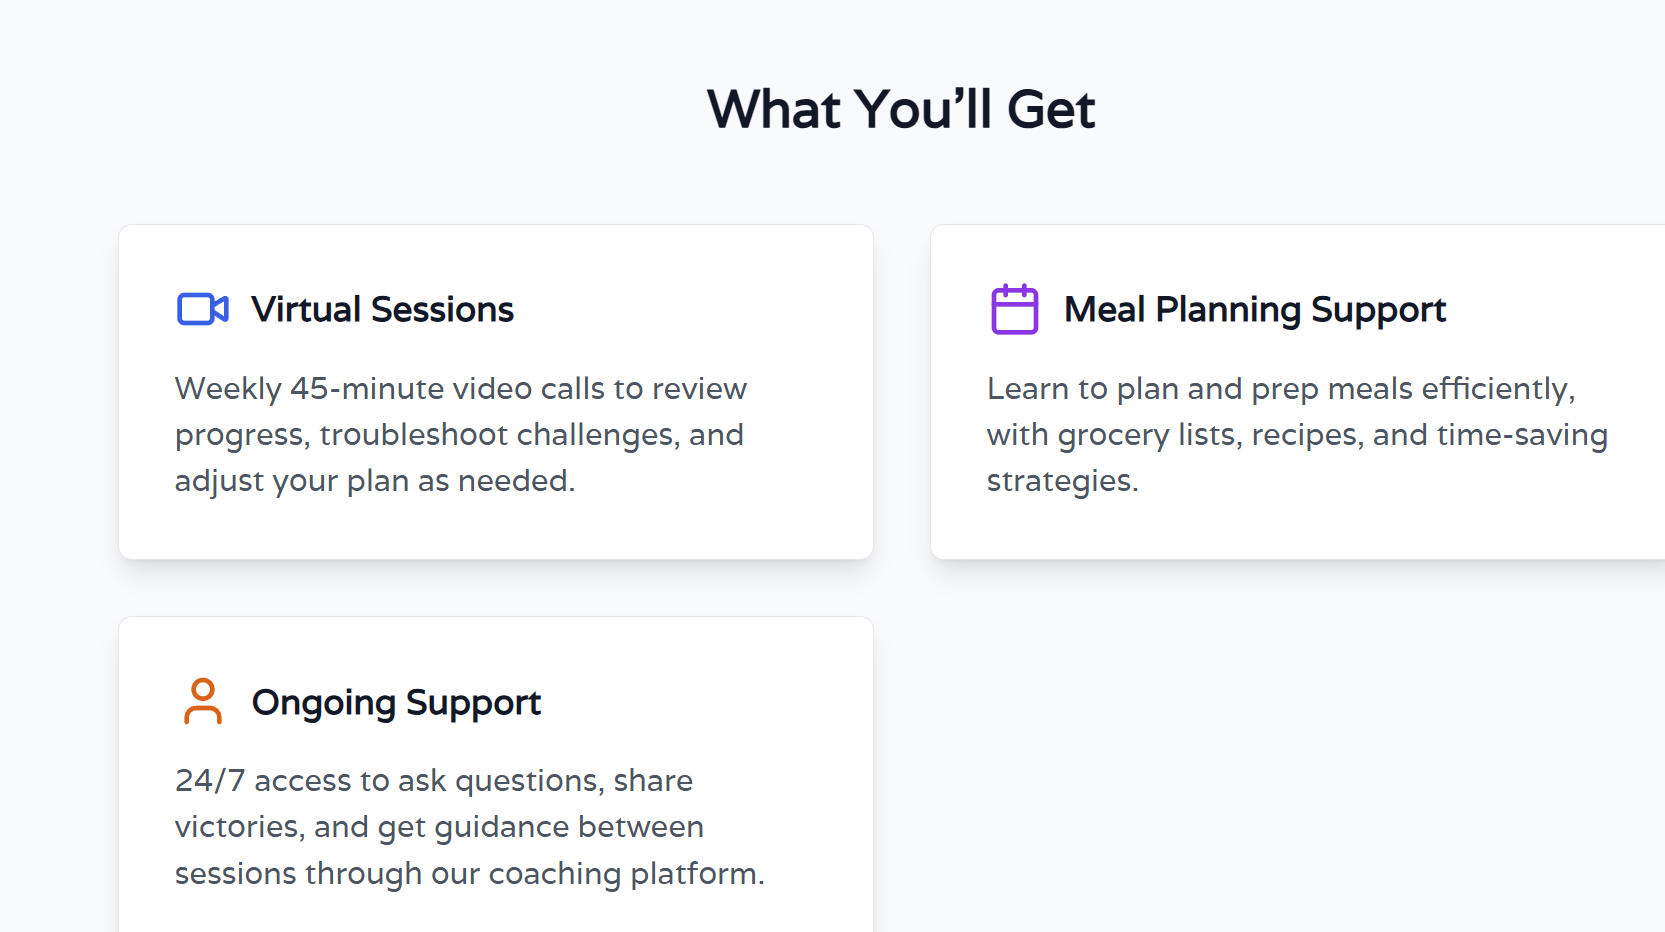 What You’ll Get
Virtual Sessions
Weekly 45-minute video calls to review
progress, troubleshoot challenges, and
adjust your plan as needed.
Meal Planning Support
Learn to plan and prep meals efficiently,
with grocery lists, recipes, and time-saving
strategies.
Ongoing Support
24/7 access to ask questions, share
victories, and get guidance between
sessions through our coaching platform.